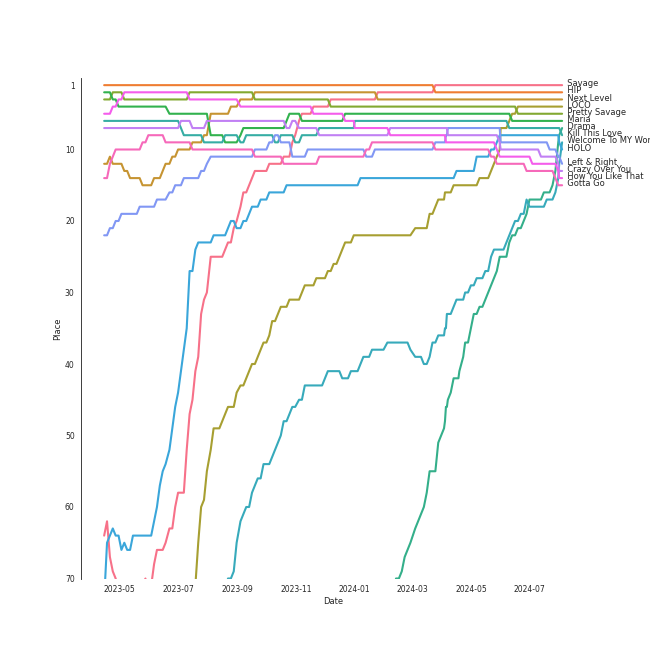 Savage
HIP
Next Level
LOCO
Pretty Savage
Maria
Drama
Kill This Love
Welcome To MY Wor
HOLO
Left & Right
Crazy Over You
How You Like That
Gotta Go
1
10
20
30
40
50
60
70
Place
2023-05 2023-07 2023-09 2023-11 2024-01 2024-03 2024-05 2024-07
Date